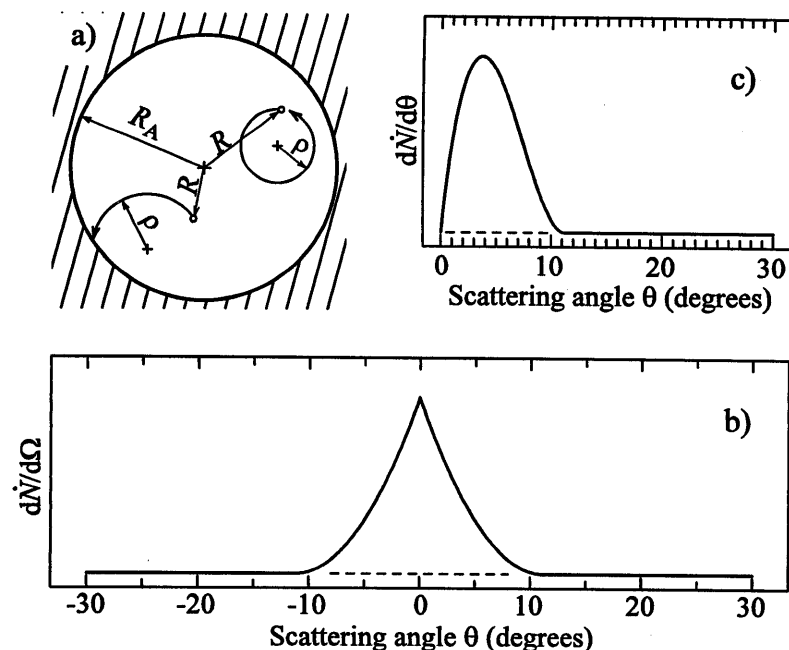 a)
R_A
R
ρ
R
ρ
c)
dṄ/dθ
0 10 20 30
Scattering angle θ (degrees)
b)
dṄ/dΩ
-30 -20 -10 0 10 20 30
Scattering angle θ (degrees)